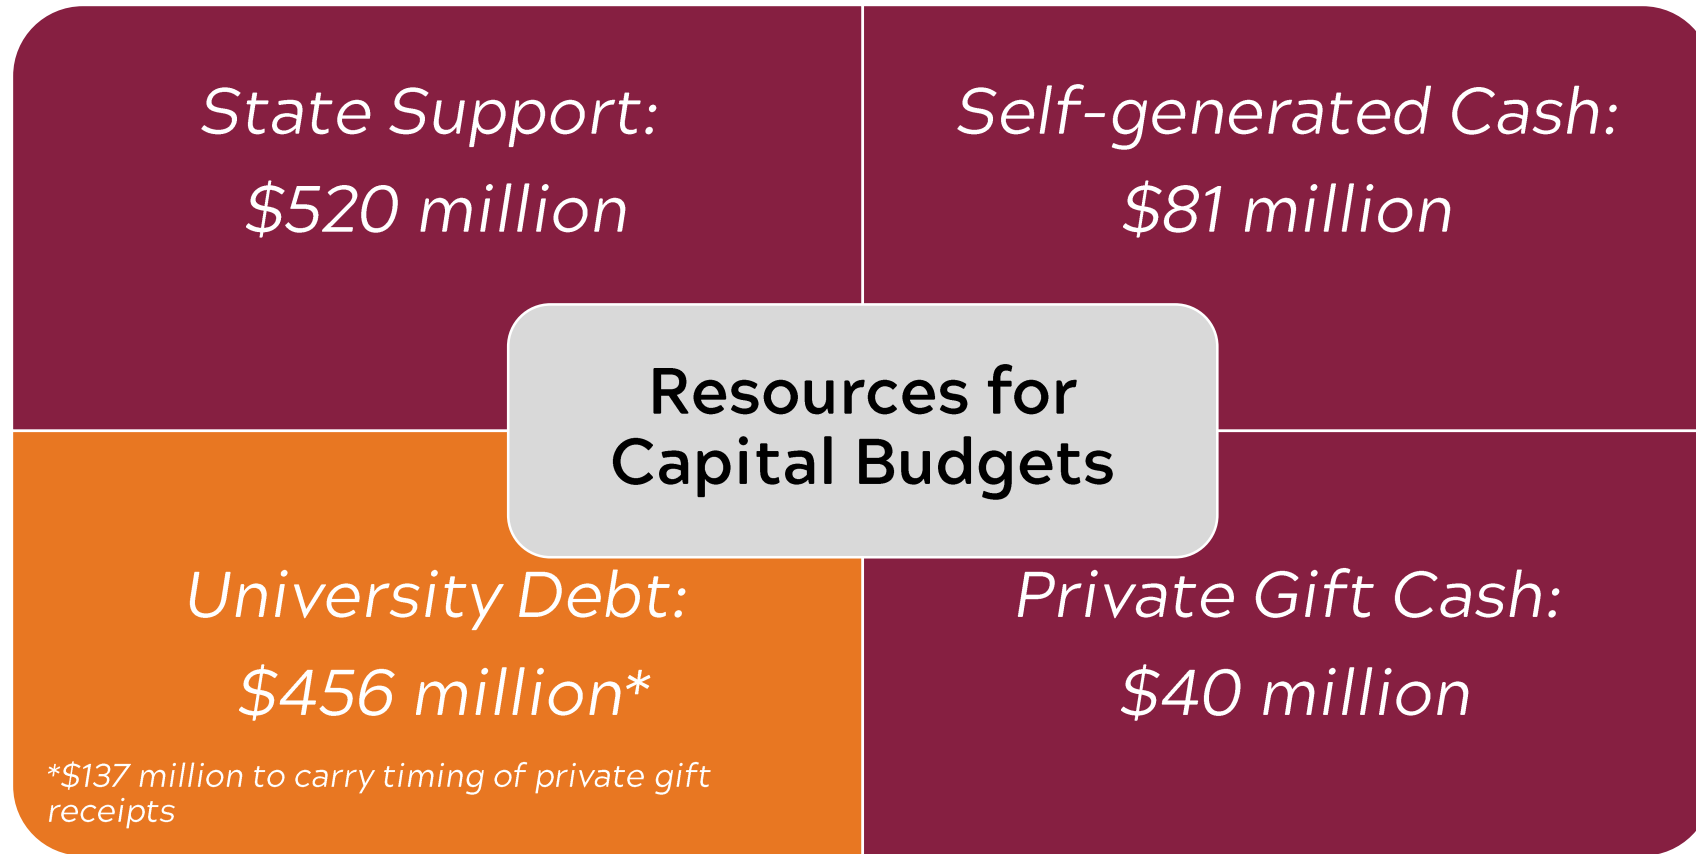 State Support:
$520 million
Self-generated Cash:
$81 million
Resources for
Capital Budgets
University Debt:
$456 million*
*$137 million to carry timing of private gift
receipts
Private Gift Cash:
$40 million